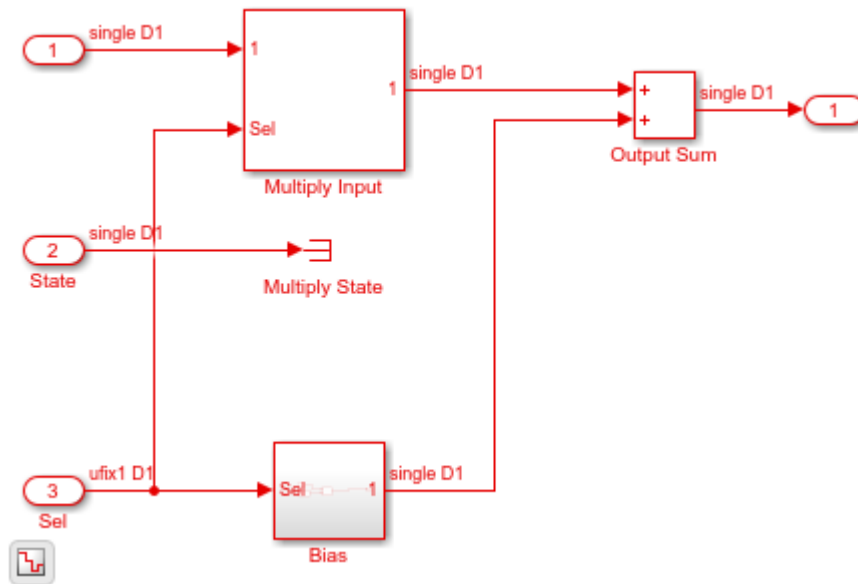 single D1
1
1
Sel
1
Multiply Input
single D1
+
+
Output Sum
single D1
1
single D1
2
State
Multiply State
ufix1 D1
3
Sel
Sel
1
Bias
single D1